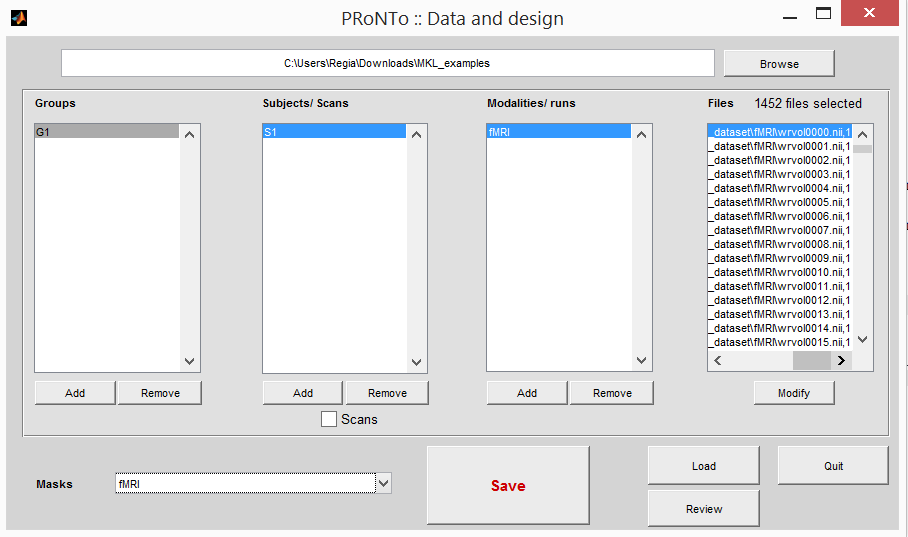 PRoNTo :: Data and design
C:\Users\Regia\Downloads\MKL_examples
Browse
Groups
Subjects/ Scans
Modalities/ runs
Files
1452 files selected
G1
S1
fMRI
_dataset\fMRI\wrvol0000.nii,1
_dataset\fMRI\wrvol0001.nii,1
_dataset\fMRI\wrvol0002.nii,1
_dataset\fMRI\wrvol0003.nii,1
_dataset\fMRI\wrvol0004.nii,1
_dataset\fMRI\wrvol0005.nii,1
_dataset\fMRI\wrvol0006.nii,1
_dataset\fMRI\wrvol0007.nii,1
_dataset\fMRI\wrvol0008.nii,1
_dataset\fMRI\wrvol0009.nii,1
_dataset\fMRI\wrvol0010.nii,1
_dataset\fMRI\wrvol0011.nii,1
_dataset\fMRI\wrvol0012.nii,1
_dataset\fMRI\wrvol0013.nii,1
_dataset\fMRI\wrvol0014.nii,1
_dataset\fMRI\wrvol0015.nii,1
Add
Remove
Add
Remove
Add
Remove
Modify
Scans
Masks
fMRI
Save
Load
Quit
Review